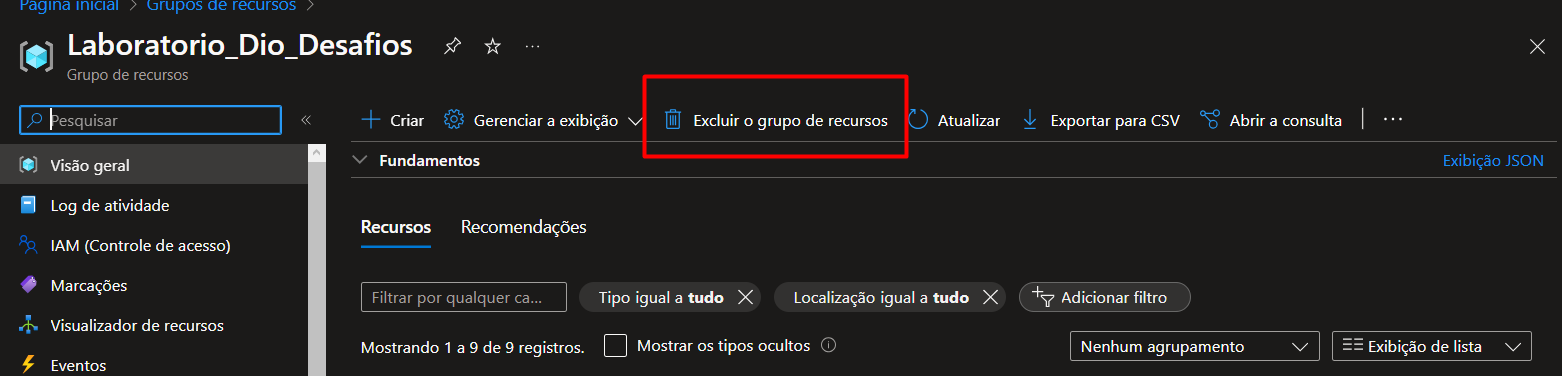 Página inicial > Grupos de recursos >
Laboratorio_Dio_Desafios
Grupo de recursos
Pesquisar
Criar Gerenciar a exibição Excluir o grupo de recursos Atualizar Exportar para CSV Abrir a consulta
Fundamentos Exibição JSON
Visão geral
Log de atividade
IAM (Controle de acesso)
Marcações
Visualizador de recursos
Eventos
Recursos Recomendações
Filtrar por qualquer ca... Tipo igual a tudo Localização igual a tudo Adicionar filtro
Mostrando 1 a 9 de 9 registros. Mostrar os tipos ocultos Nenhum agrupamento Exibição de lista